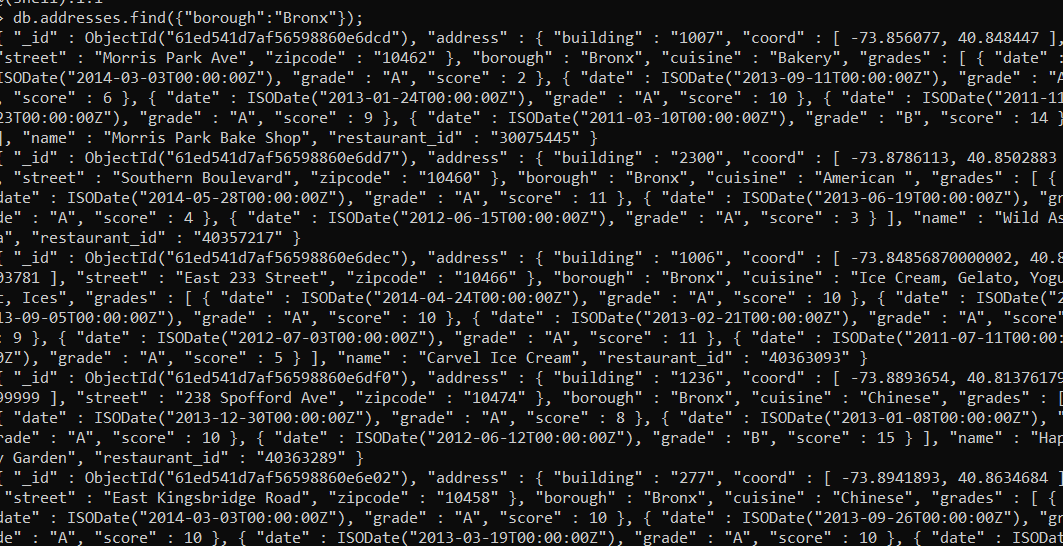 (shell):1:1
> db.addresses.find({"borough":"Bronx"});
{ "_id" : ObjectId("61ed541d7af56598860e6dcd"), "address" : { "building" : "1007", "coord" : [ -73.856077, 40.848447 ],
"street" : "Morris Park Ave", "zipcode" : "10462" }, "borough" : "Bronx", "cuisine" : "Bakery", "grades" : [ { "date" :
ISODate("2014-03-03T00:00:00Z"), "grade" : "A", "score" : 2 }, { "date" : ISODate("2013-09-11T00:00:00Z"), "grade" : "A
, "score" : 6 }, { "date" : ISODate("2013-01-24T00:00:00Z"), "grade" : "A", "score" : 10 }, { "date" : ISODate("2011-11
23T00:00:00Z"), "grade" : "A", "score" : 9 }, { "date" : ISODate("2011-03-10T00:00:00Z"), "grade" : "B", "score" : 14 }
], "name" : "Morris Park Bake Shop", "restaurant_id" : "30075445" }
{ "_id" : ObjectId("61ed541d7af56598860e6dd7"), "address" : { "building" : "2300", "coord" : [ -73.8786113, 40.8502883
, "street" : "Southern Boulevard", "zipcode" : "10460" }, "borough" : "Bronx", "cuisine" : "American ", "grades" : [ {
date" : ISODate("2014-05-28T00:00:00Z"), "grade" : "A", "score" : 11 }, { "date" : ISODate("2013-06-19T00:00:00Z"), "gr
de" : "A", "score" : 4 }, { "date" : ISODate("2012-06-15T00:00:00Z"), "grade" : "A", "score" : 3 } ], "name" : "Wild As
a", "restaurant_id" : "40357217" }
{ "_id" : ObjectId("61ed541d7af56598860e6dec"), "address" : { "building" : "1006", "coord" : [ -73.84856870000002, 40.8
03781 ], "street" : "East 233 Street", "zipcode" : "10466" }, "borough" : "Bronx", "cuisine" : "Ice Cream, Gelato, Yogu
t, Ices", "grades" : [ { "date" : ISODate("2014-04-24T00:00:00Z"), "grade" : "A", "score" : 10 }, { "date" : ISODate("2
13-09-05T00:00:00Z"), "grade" : "A", "score" : 10 }, { "date" : ISODate("2013-02-21T00:00:00Z"), "grade" : "A", "score"
: 9 }, { "date" : ISODate("2012-07-03T00:00:00Z"), "grade" : "A", "score" : 11 }, { "date" : ISODate("2011-07-11T00:00:
0Z"), "grade" : "A", "score" : 5 } ], "name" : "Carvel Ice Cream", "restaurant_id" : "40363093" }
{ "_id" : ObjectId("61ed541d7af56598860e6df0"), "address" : { "building" : "1236", "coord" : [ -73.8893654, 40.81376179
99999 ], "street" : "238 Spofford Ave", "zipcode" : "10474" }, "borough" : "Bronx", "cuisine" : "Chinese", "grades" : [
{ "date" : ISODate("2013-12-30T00:00:00Z"), "grade" : "A", "score" : 8 }, { "date" : ISODate("2013-01-08T00:00:00Z"),
rade" : "A", "score" : 10 }, { "date" : ISODate("2012-06-12T00:00:00Z"), "grade" : "B", "score" : 15 } ], "name" : "Hap
y Garden", "restaurant_id" : "40363289" }
{ "_id" : ObjectId("61ed541d7af56598860e6e02"), "address" : { "building" : "277", "coord" : [ -73.8941893, 40.8634684 ]
"street" : "East Kingsbridge Road", "zipcode" : "10458" }, "borough" : "Bronx", "cuisine" : "Chinese", "grades" : [ {
date" : ISODate("2014-03-03T00:00:00Z"), "grade" : "A", "score" : 10 }, { "date" : ISODate("2013-09-26T00:00:00Z"), "gr
de" : "A", "score" : 10 }, { "date" : ISODate("2013-03-19T00:00:00Z"), "grade" : "A", "score" : 10 }, { "date" : ISODa